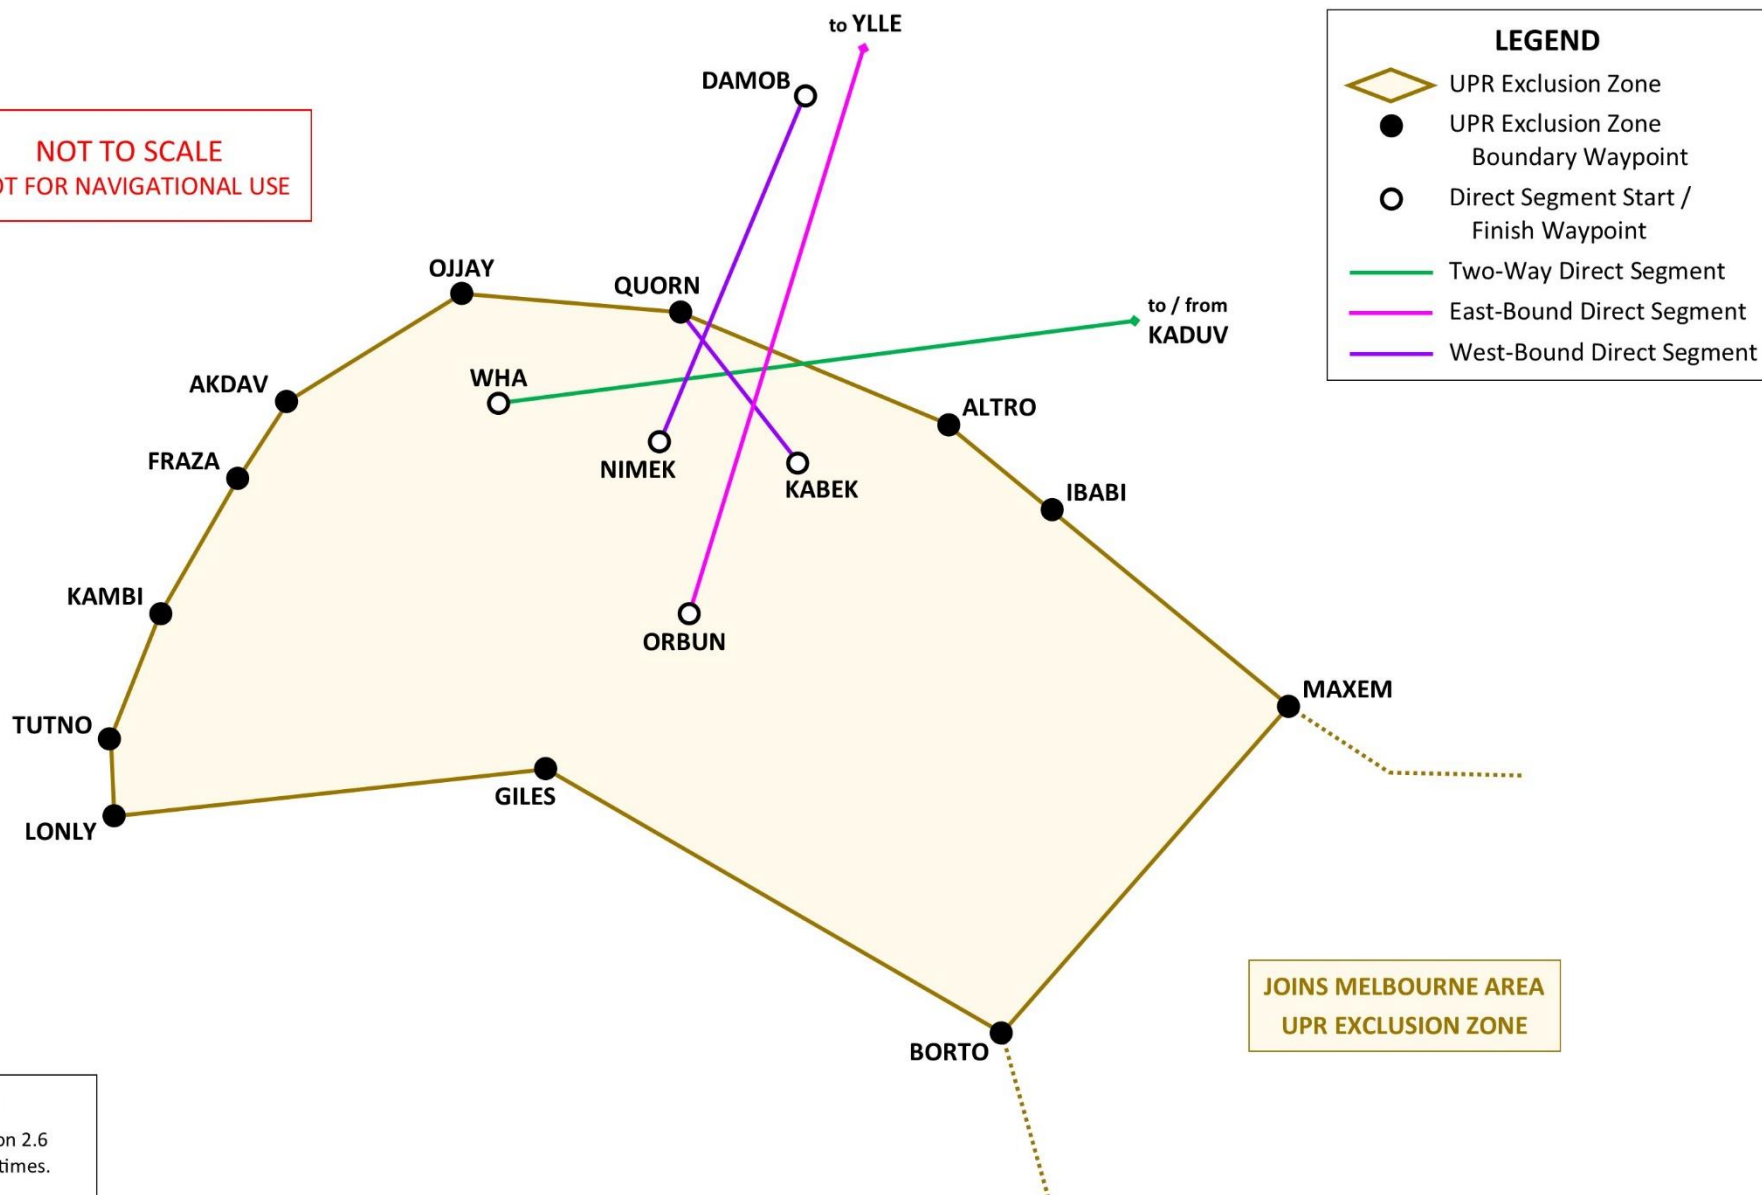 to YLLE
DAMOB
LEGEND
UPR Exclusion Zone
UPR Exclusion Zone
Boundary Waypoint
Direct Segment Start /
Finish Waypoint
Two-Way Direct Segment
East-Bound Direct Segment
West-Bound Direct Segment
NOT TO SCALE
OT FOR NAVIGATIONAL USE
OJJAY
QUORN
to / from
KADUV
WHA
AKDAV
ALTRO
FRAZA
NIMEK
KABEK
IBABI
KAMBI
ORBUN
MAXEM
TUTNO
GILES
LONLY
JOINS MELBOURNE AREA
UPR EXCLUSION ZONE
BORTO
on 2.6
times.